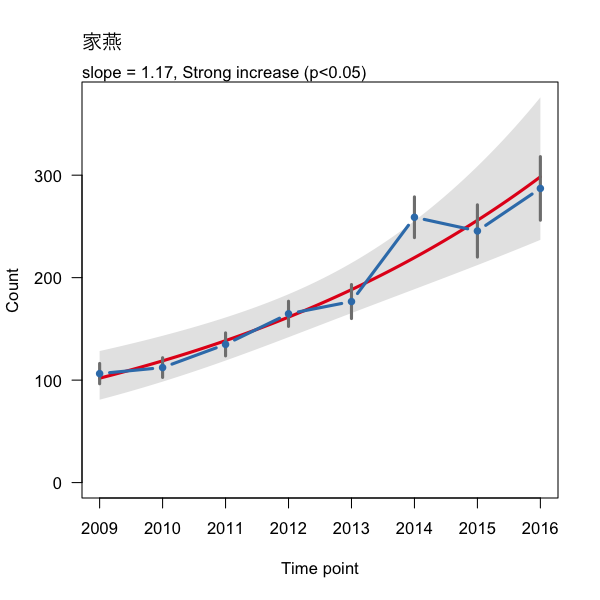 家燕
slope = 1.17, Strong increase (p<0.05)
300
200
100
0
Count
2009 2010 2011 2012 2013 2014 2015 2016
Time point